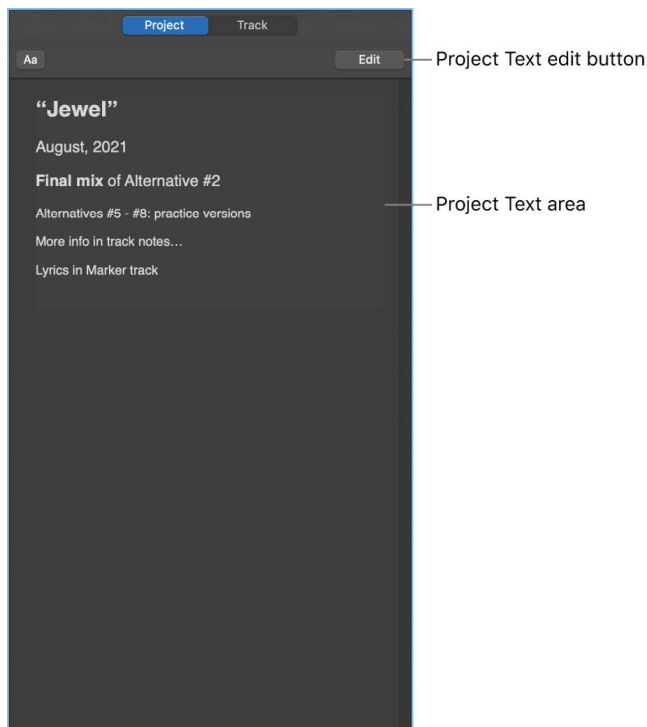 Project Track
Aa Edit
Project Text edit button
“Jewel”
August, 2021
Final mix of Alternative #2
Alternatives #5 - #8: practice versions
Project Text area
More info in track notes…
Lyrics in Marker track